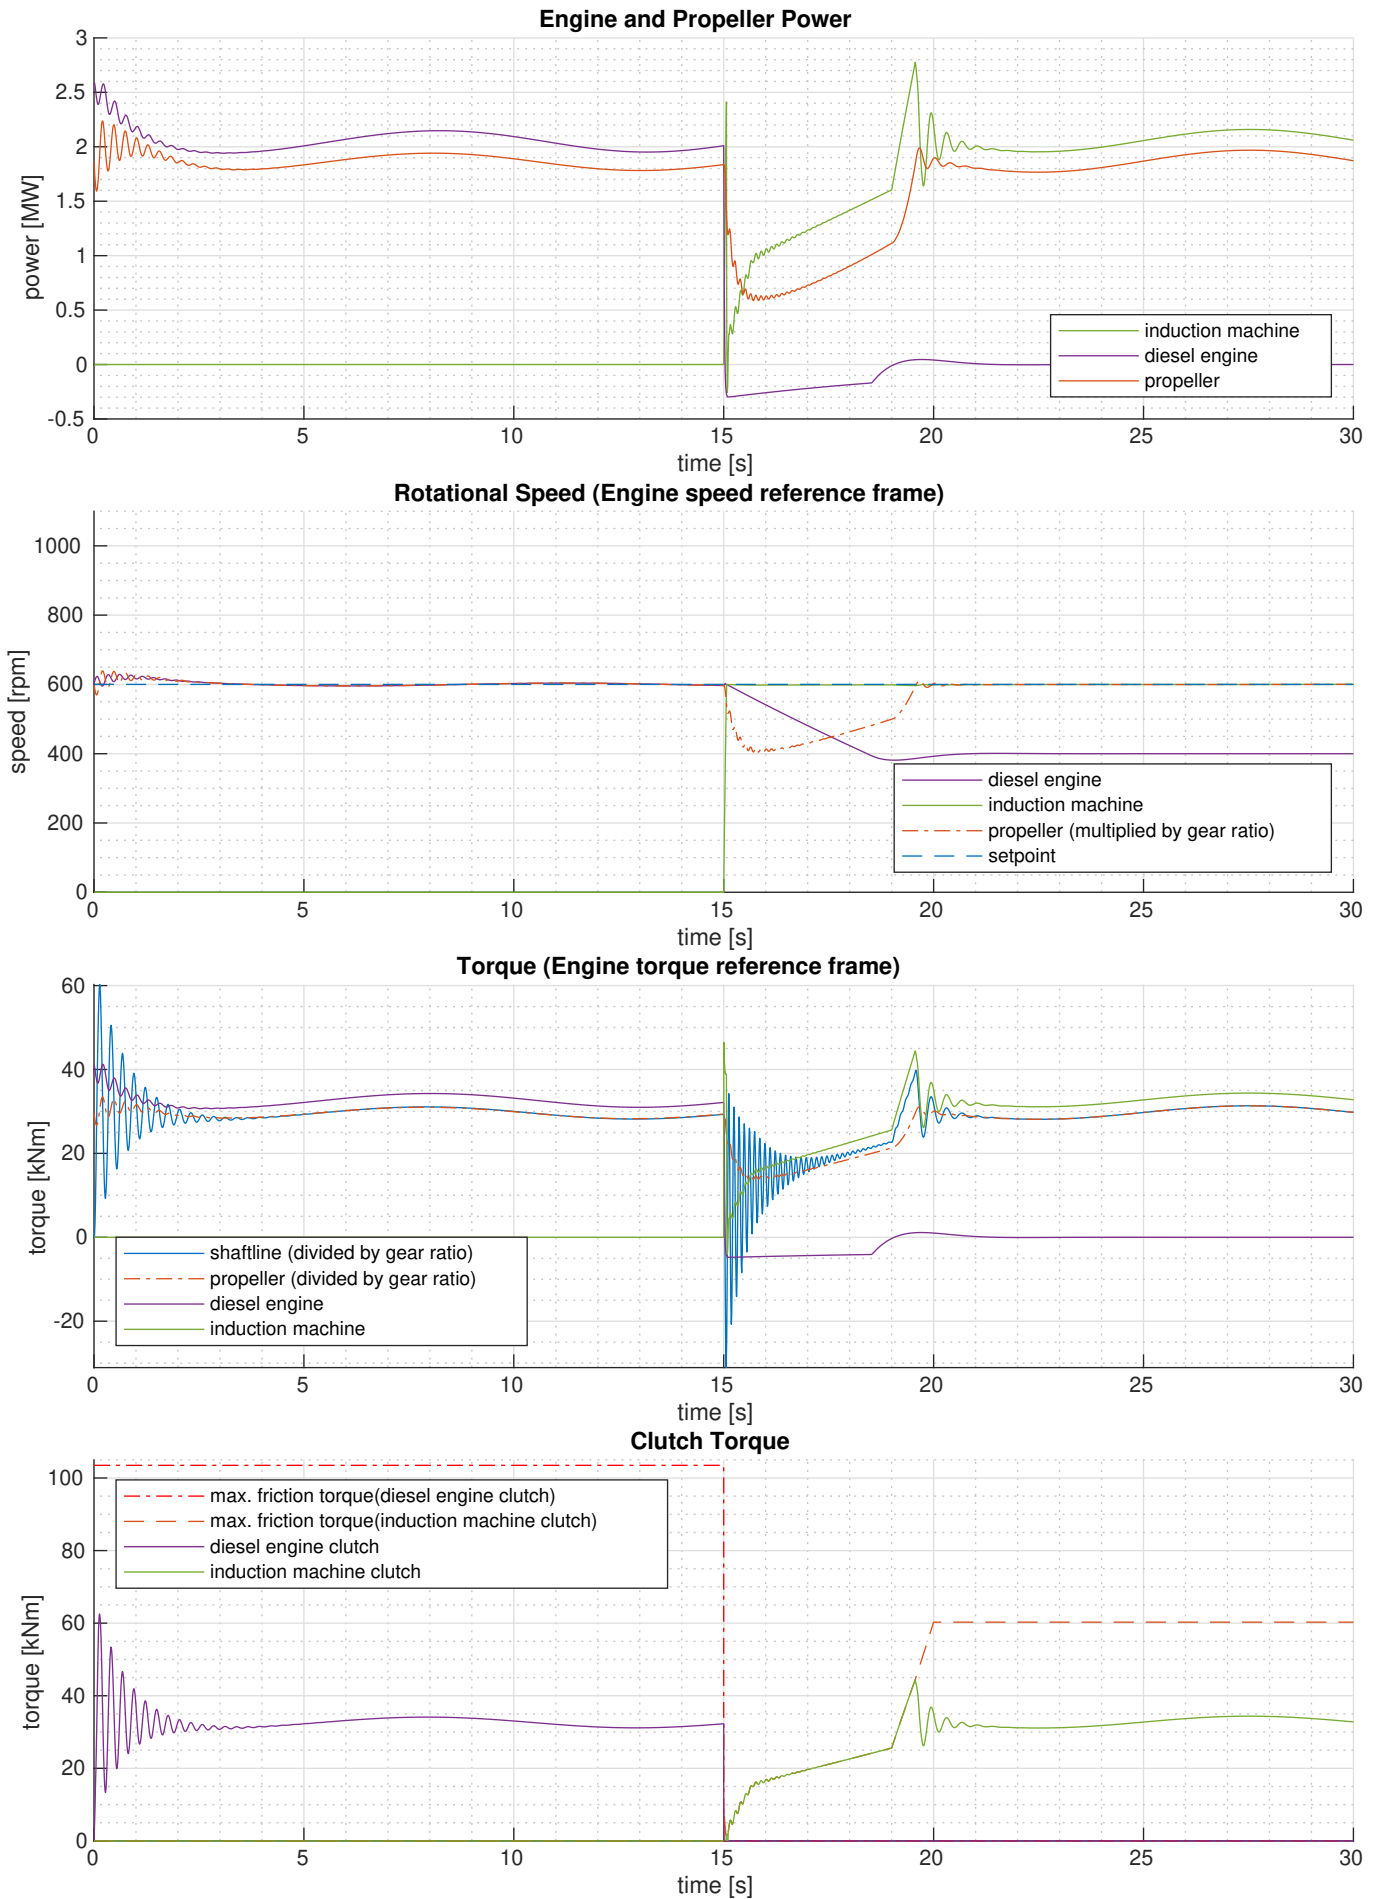 Engine and Propeller Power
3
2.5
2
1.5
1
0.5
0
-0.5
power [MW]
induction machine
diesel engine
propeller
0 5 10 15 20 25 30
time [s]
Rotational Speed (Engine speed reference frame)
1000
800
600
400
200
0
speed [rpm]
diesel engine
induction machine
propeller (multiplied by gear ratio)
setpoint
0 5 10 15 20 25 30
time [s]
Torque (Engine torque reference frame)
60
40
20
0
-20
torque [kNm]
shaftline (divided by gear ratio)
propeller (divided by gear ratio)
diesel engine
induction machine
0 5 10 15 20 25 30
time [s]
Clutch Torque
100
80
60
40
20
0
torque [kNm]
max. friction torque(diesel engine clutch)
max. friction torque(induction machine clutch)
diesel engine clutch
induction machine clutch
0 5 10 15 20 25 30
time [s]